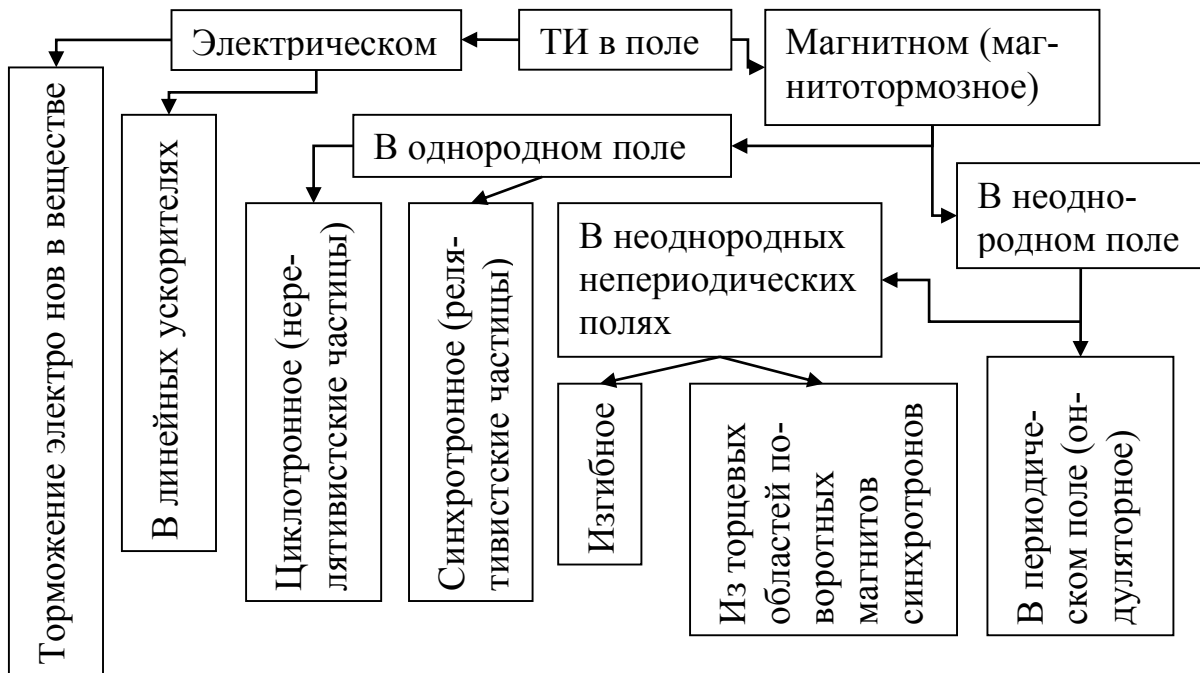 Электрическом
ТИ в поле
Магнитном (маг-
нитотормозное)
Торможение электро нов в веществе
В линейных ускорителях
В однородном поле
Циклотронное (нере-
лятивистские частицы)
Синхротронное (реля-
тивистские частицы)
В неодно-
родном поле
В неоднородных
непериодических
полях
Изгибное
Из торцевых
областей по-
воротных
магнитов
синхротронов
В периодиче-
ском поле (он-
дуляторное)